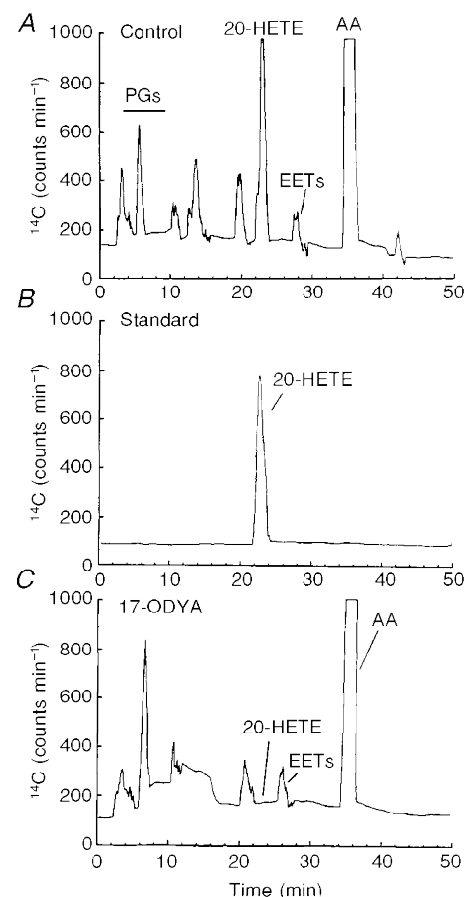 A
Control
20-HETE
AA
PGs
EETs
1000
800
600
400
200
0
¹⁴C (counts min⁻¹)
0 10 20 30 40 50
B
Standard
20-HETE
1000
800
600
400
200
0
¹⁴C (counts min⁻¹)
0 10 20 30 40 50
C
17-ODYA
AA
20-HETE
EETs
1000
800
600
400
200
0
¹⁴C (counts min⁻¹)
0 10 20 30 40 50
Time (min)